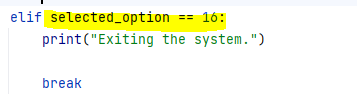 elif selected_option == 16:
print("Exiting the system.")
break